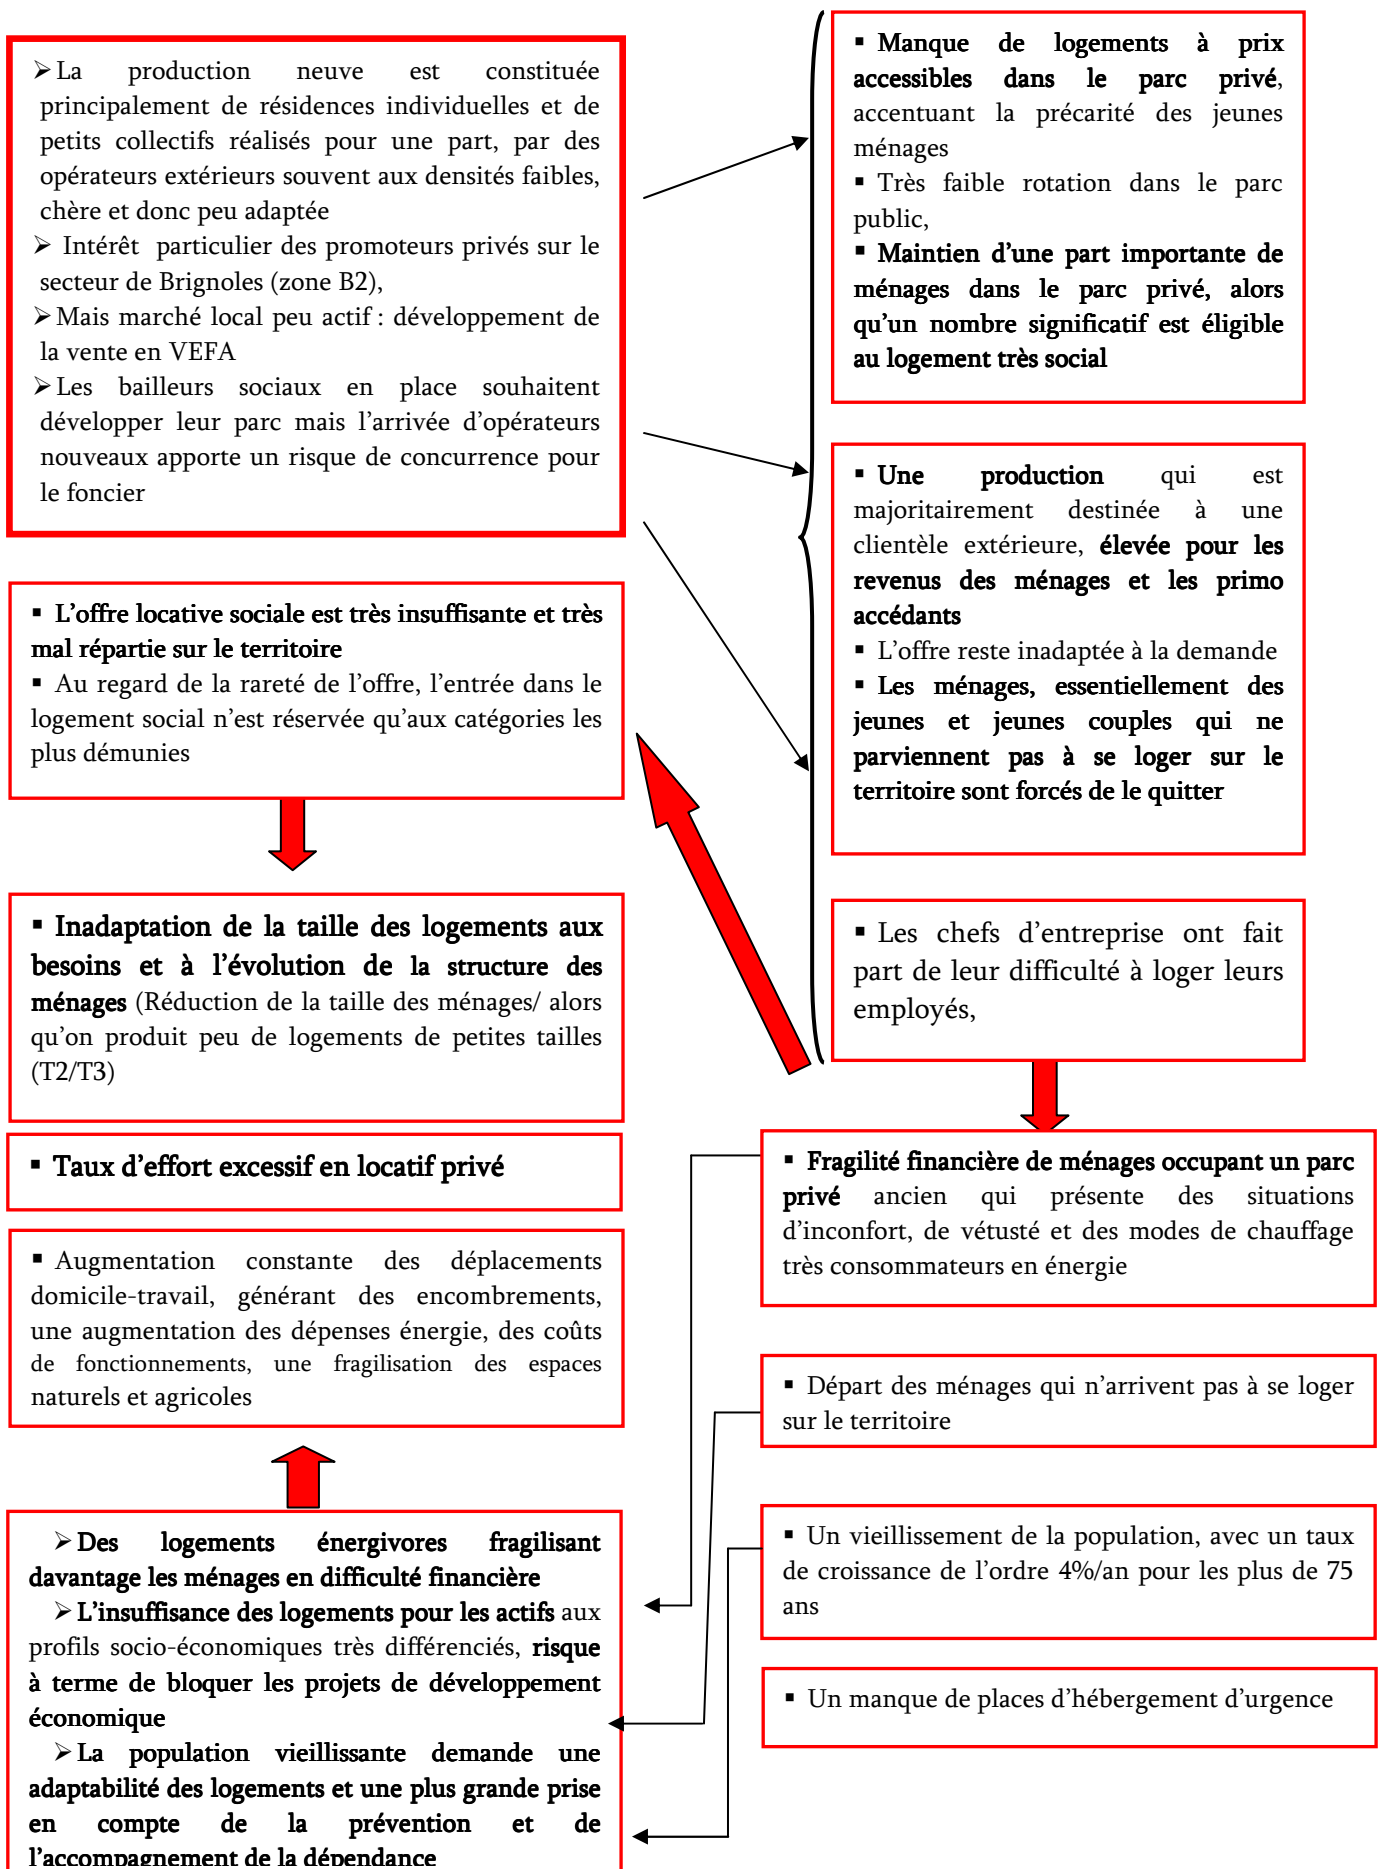 ➢ La production neuve est constituée
principalement de résidences individuelles et de
petits collectifs réalisés pour une part, par des
opérateurs extérieurs souvent aux densités faibles,
chère et donc peu adaptée
➢ Intérêt particulier des promoteurs privés sur le
secteur de Brignoles (zone B2),
➢ Mais marché local peu actif : développement de
la vente en VEFA
➢ Les bailleurs sociaux en place souhaitent
développer leur parc mais l’arrivée d’opérateurs
nouveaux apporte un risque de concurrence pour
le foncier
▪ L’offre locative sociale est très insuffisante et très
mal répartie sur le territoire
▪ Au regard de la rareté de l’offre, l’entrée dans le
logement social n’est réservée qu’aux catégories les
plus démunies
▪ Inadaptation de la taille des logements aux
besoins et à l’évolution de la structure des
ménages (Réduction de la taille des ménages/ alors
qu’on produit peu de logements de petites tailles
(T2/T3)
▪ Taux d’effort excessif en locatif privé
▪ Augmentation constante des déplacements
domicile-travail, générant des encombrements,
une augmentation des dépenses énergie, des coûts
de fonctionnements, une fragilisation des espaces
naturels et agricoles
➢ Des logements énergivores fragilisant
davantage les ménages en difficulté financière
➢ L’insuffisance des logements pour les actifs aux
profils socio-économiques très différenciés, risque
à terme de bloquer les projets de développement
économique
➢ La population vieillissante demande une
adaptabilité des logements et une plus grande prise
en compte de la prévention et de
l’accompagnement de la dépendance
▪ Manque de logements à prix
accessibles dans le parc privé,
accentuant la précarité des jeunes
ménages
▪ Très faible rotation dans le parc
public,
▪ Maintien d’une part importante de
ménages dans le parc privé, alors
qu’un nombre significatif est éligible
au logement très social
▪ Une production qui est
majoritairement destinée à une
clientèle extérieure, élevée pour les
revenus des ménages et les primo
accédants
▪ L’offre reste inadaptée à la demande
▪ Les ménages, essentiellement des
jeunes et jeunes couples qui ne
parviennent pas à se loger sur le
territoire sont forcés de le quitter
▪ Les chefs d’entreprise ont fait
part de leur difficulté à loger leurs
employés,
▪ Fragilité financière de ménages occupant un parc
privé ancien qui présente des situations
d’inconfort, de vétusté et des modes de chauffage
très consommateurs en énergie
▪ Départ des ménages qui n’arrivent pas à se loger
sur le territoire
▪ Un vieillissement de la population, avec un taux
de croissance de l’ordre 4%/an pour les plus de 75
ans
▪ Un manque de places d’hébergement d’urgence